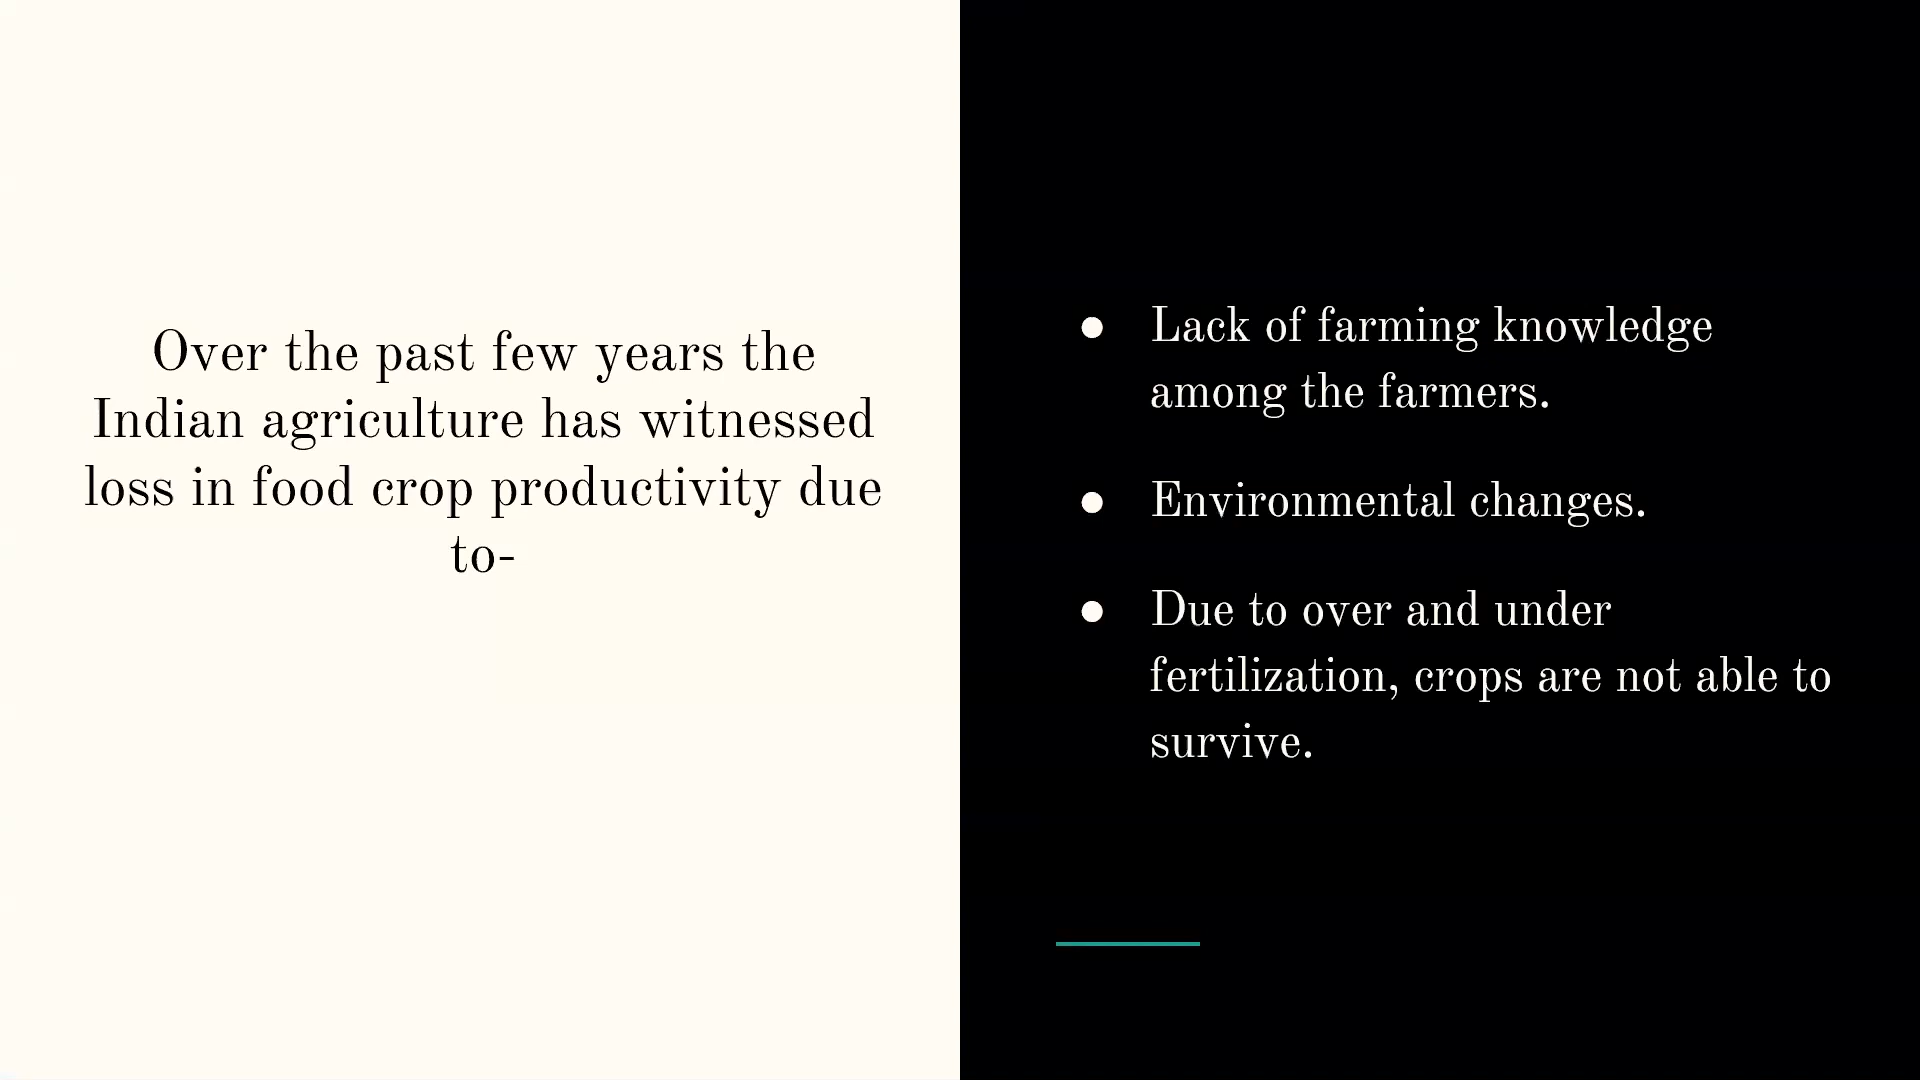 Over the past few years the
Indian agriculture has witnessed
loss in food crop productivity due
to-
● Lack of farming knowledge
among the farmers.
● Environmental changes.
● Due to over and under
fertilization, crops are not able to
survive.